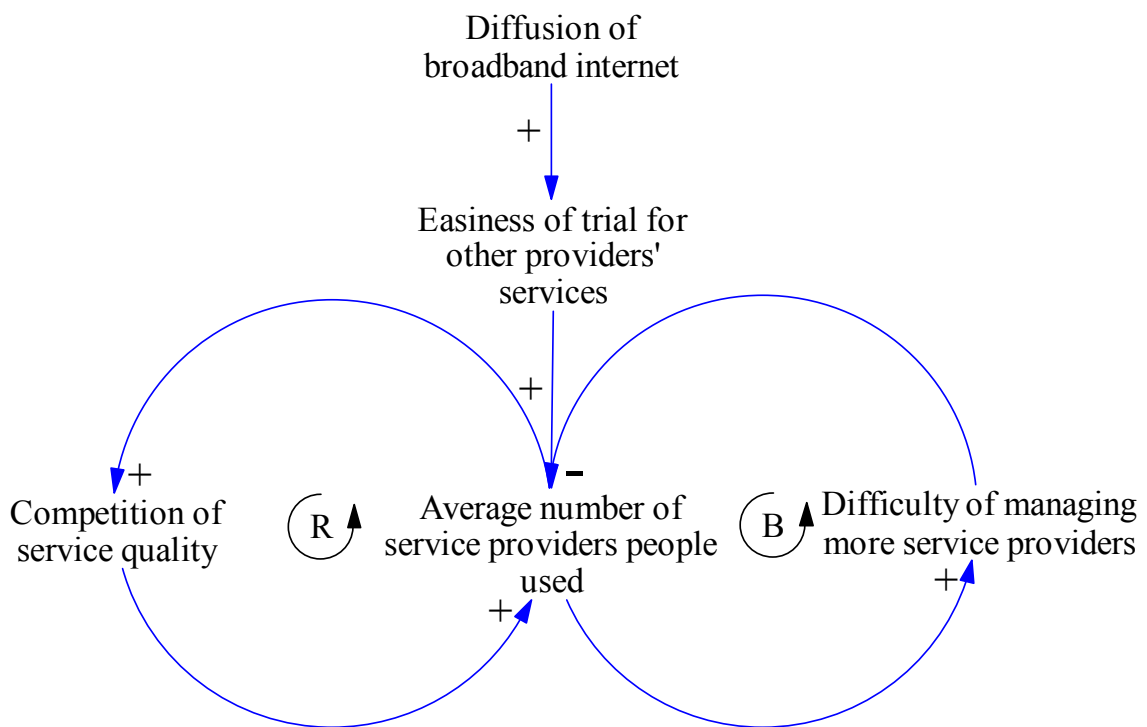 Diffusion of
broadband internet
+
Easiness of trial for
other providers'
services
+
+
-
Competition of
service quality
R
Average number of
service providers people
used
B
Difficulty of managing
more service providers
+
+